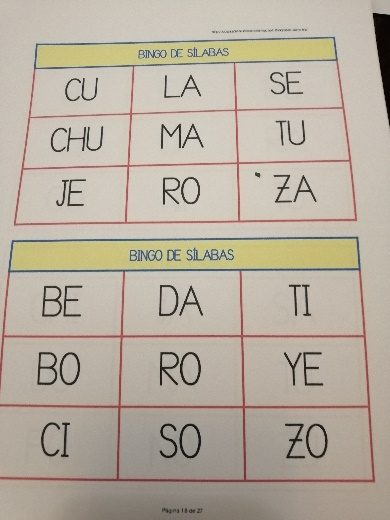 BINGO DE SÍLABAS
CU LA SE
CHU MA TU
JE RO ZA
BINGO DE SÍLABAS
BE DA TI
BO RO YE
CI SO ZO
Página 18 de 27